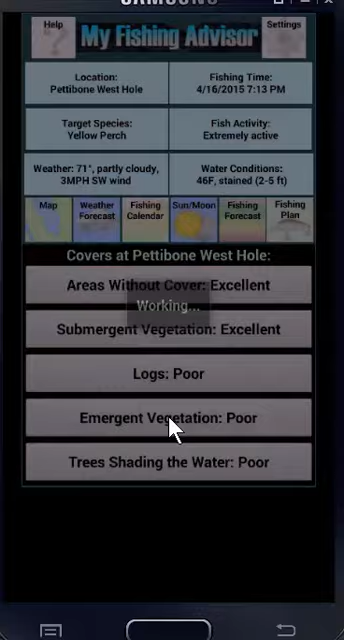 SAMSUNG
Help
My Fishing Advisor
Settings
Location:
Pettibone West Hole
Fishing Time:
4/16/2015 7:13 PM
Target Species:
Yellow Perch
Fish Activity:
Extremely active
Weather: 71°, partly cloudy,
3MPH SW wind
Water Conditions:
46F, stained (2-5 ft)
Map
Weather
Forecast
Fishing
Calendar
Sun/Moon
Fishing
Forecast
Fishing
Plan
Covers at Pettibone West Hole:
Areas Without Cover: Excellent
Working...
Submergent Vegetation: Excellent
Logs: Poor
Emergent Vegetation: Poor
Trees Shading the Water: Poor